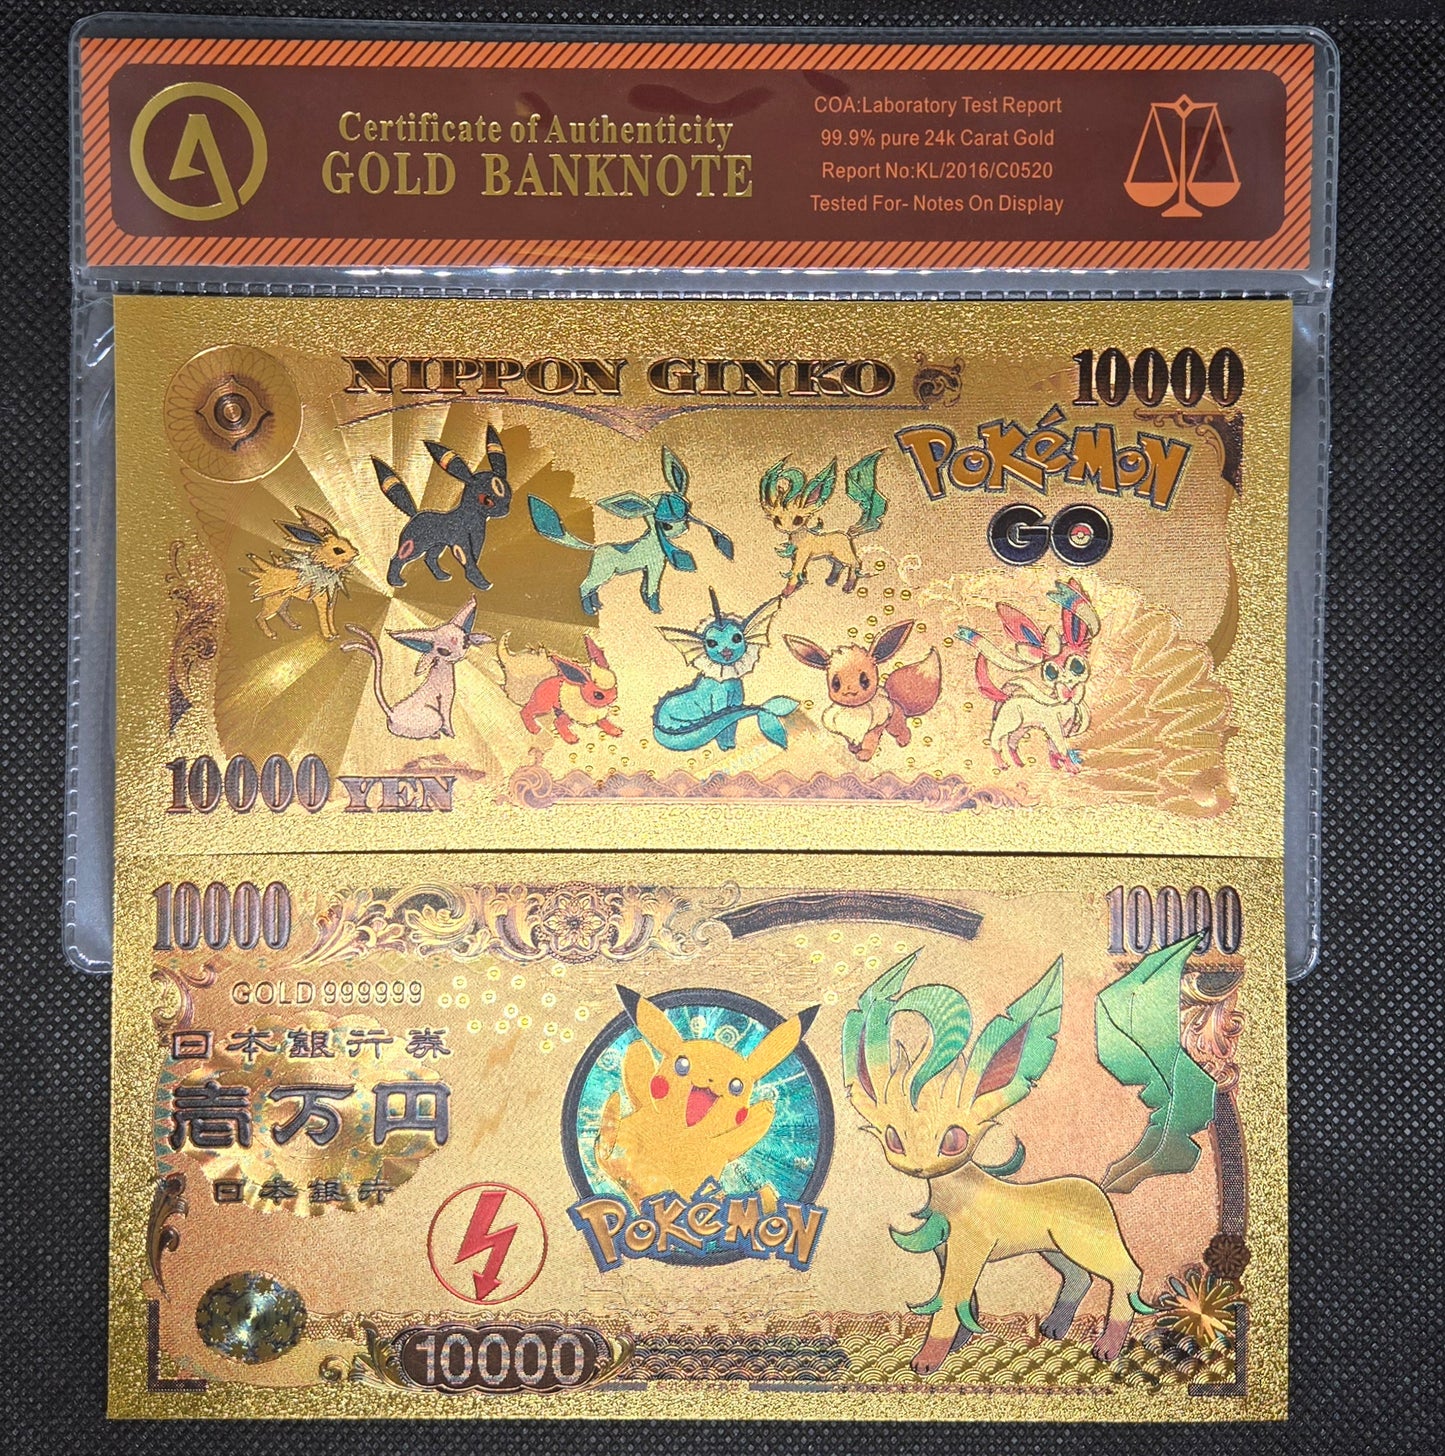 Certificate of Authenticity
GOLD BANKNOTE
COA:Laboratory Test Report
99.9% pure 24k Carat Gold
Report No:KL/2016/C0520
Tested For- Notes On Display
NIPPON GINKO
10000
POKéMON
GO
10000 YEN
10000
10000
GOLD 999999
日本銀行券
壱万円
日本銀行
POKéMON
10000